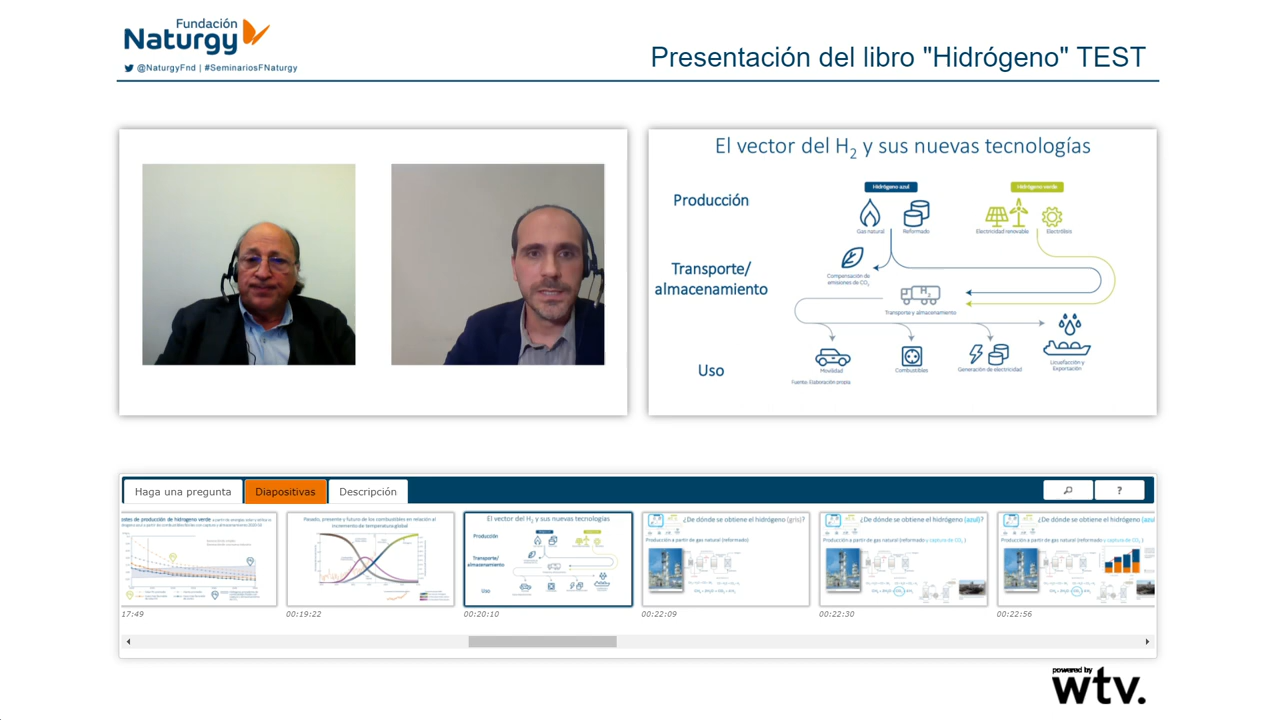 Fundación
Naturgy
@NaturgyFnd | #SeminariosFNaturgy
Presentación del libro "Hidrógeno" TEST
El vector del H2 y sus nuevas tecnologías
Hidrógeno azul
Hidrógeno verde
Producción
Gas natural
Reformado
Electricidad renovable
Electrólisis
Transporte/
almacenamiento
Compensación de
emisiones de CO2
H2
Transporte y almacenamiento
Uso
Movilidad
Combustibles
Generación de electricidad
Licuefacción y
Exportación
Fuente: Elaboración propia
Haga una pregunta
Diapositivas
Descripción
?
Pasado, presente y futuro de los combustibles en relación al
incremento de temperatura global
El vector del H2 y sus nuevas tecnologías
Producción
Transporte/
almacenamiento
Uso
¿De dónde se obtiene el hidrógeno (gris)?
Producción a partir de gas natural (reformado)
¿De dónde se obtiene el hidrógeno (azul)?
Producción a partir de gas natural (reformado y captura de CO2)
¿De dónde se obtiene el hidrógeno (azul
Producción a partir de gas natural (reformado y captura de CO2)
17:49
00:19:22
00:20:10
00:22:09
00:22:30
00:22:56
powered by
wtv.